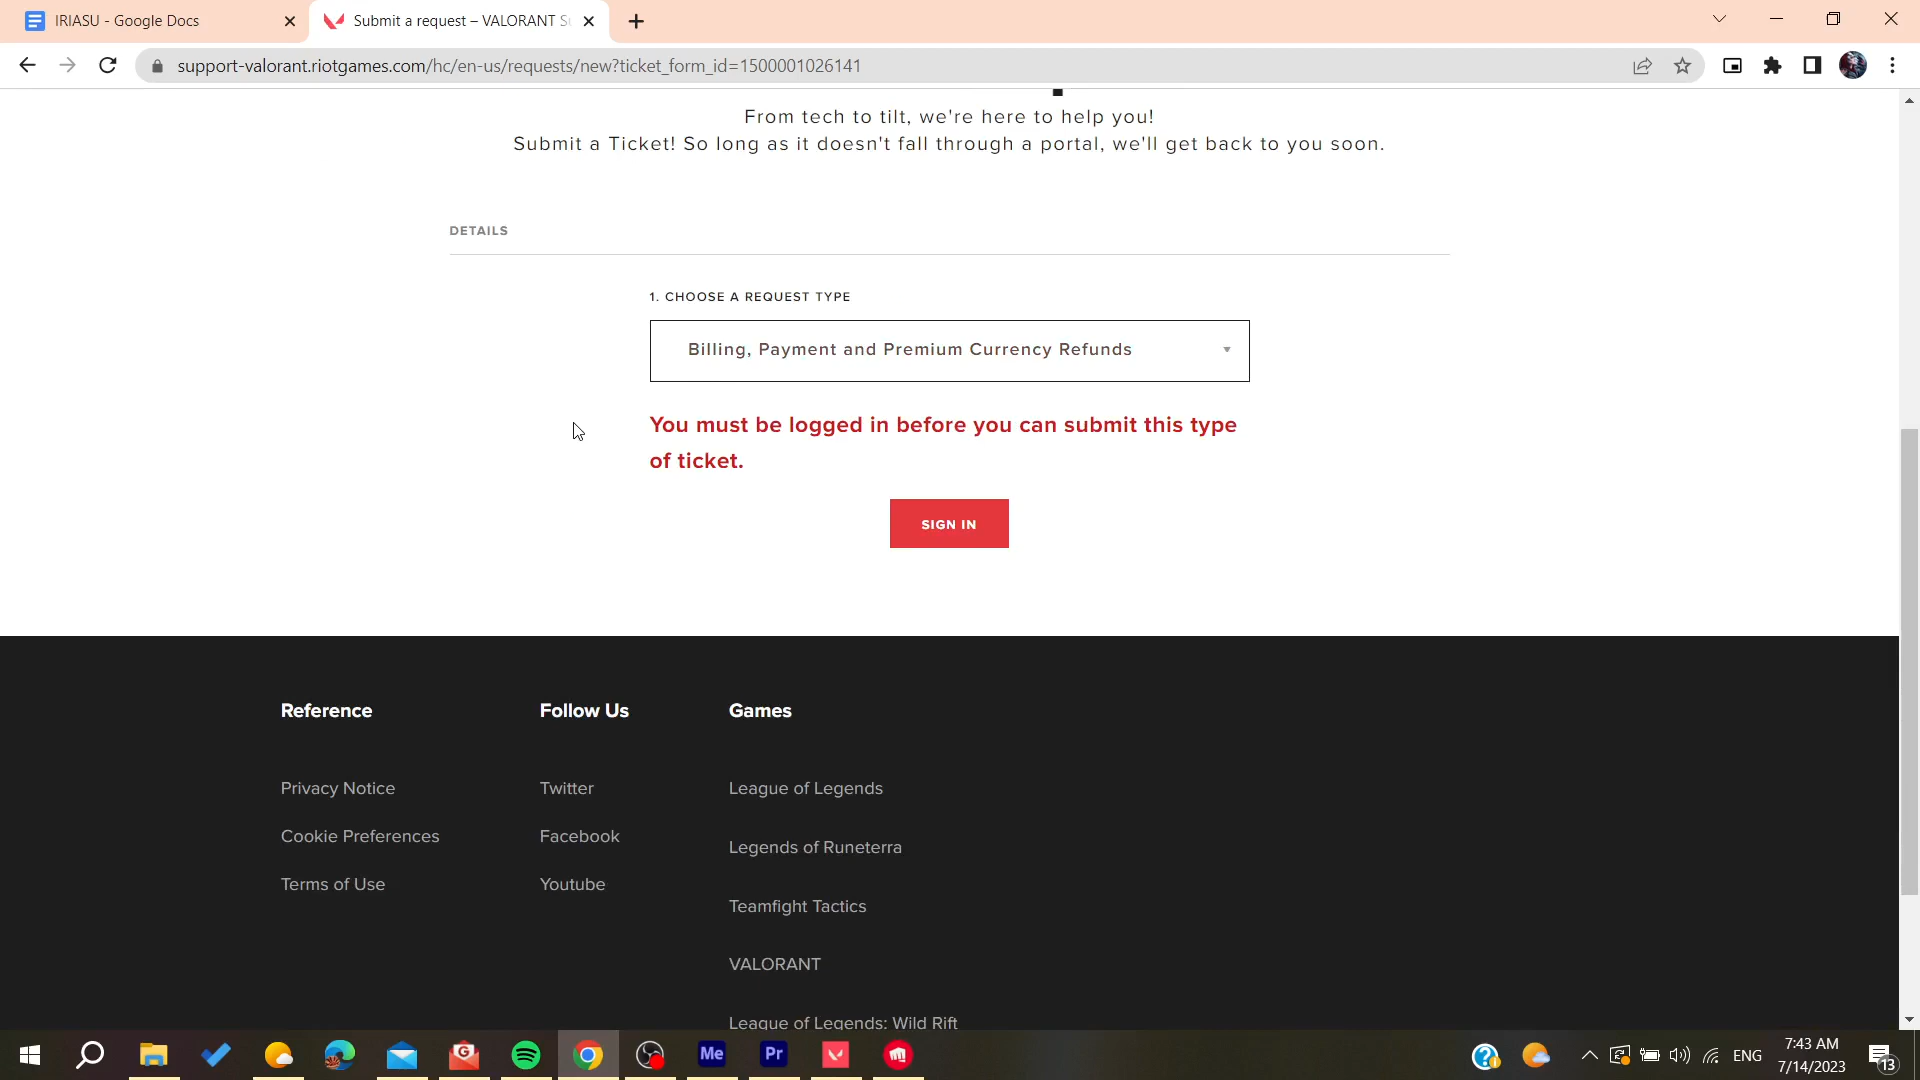 IRIASU - Google Docs
Submit a request – VALORANT S
support-valorant.riotgames.com/hc/en-us/requests/new?ticket_form_id=1500001026141
From tech to tilt, we're here to help you!
Submit a Ticket! So long as it doesn't fall through a portal, we'll get back to you soon.
DETAILS
1. CHOOSE A REQUEST TYPE
Billing, Payment and Premium Currency Refunds
You must be logged in before you can submit this type
of ticket.
SIGN IN
Reference
Privacy Notice
Cookie Preferences
Terms of Use
Follow Us
Twitter
Facebook
Youtube
Games
League of Legends
Legends of Runeterra
Teamfight Tactics
VALORANT
League of Legends: Wild Rift
G
Me
Pr
ENG
7:43 AM
7/14/2023
13